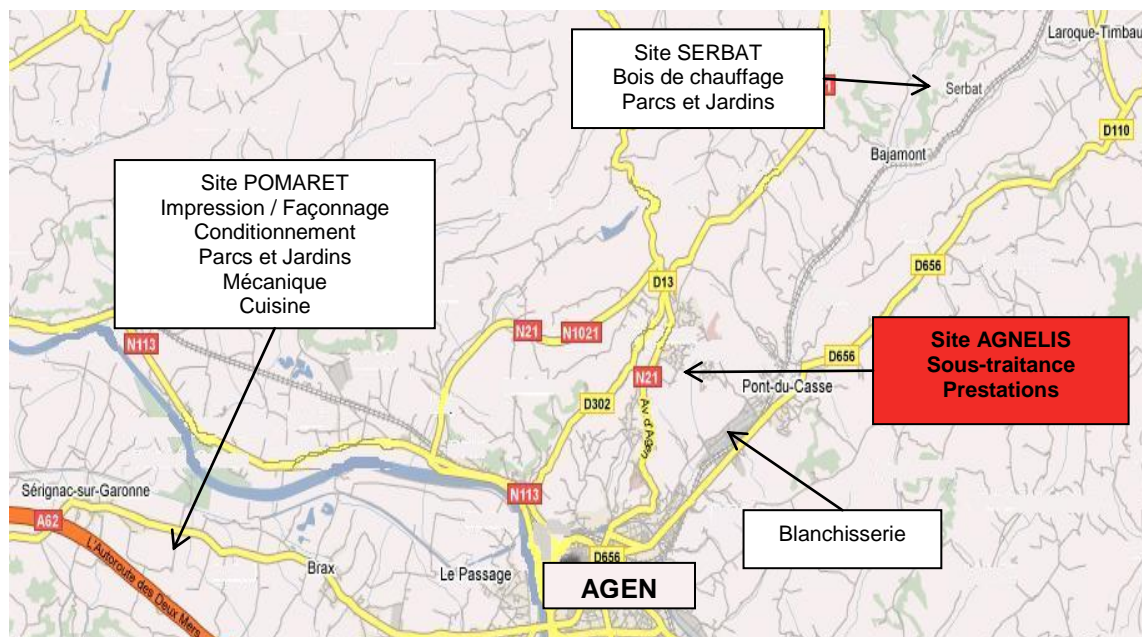 Site SERBAT
Bois de chauffage
Parcs et Jardins
Laroque-Timbau
1
Serbat
D110
Bajamont
Site POMARET
Impression / Façonnage
Conditionnement
Parcs et Jardins
Mécanique
Cuisine
D656
D13
N113
N21
N1021
Site AGNELIS
Sous-traitance
Prestations
D656
N21
Pont-du-Casse
D302
Av d'Agen
Sérignac-sur-Garonne
N113
A62
L'Autoroute des Deux Mers
Blanchisserie
D656
Brax
Le Passage
AGEN